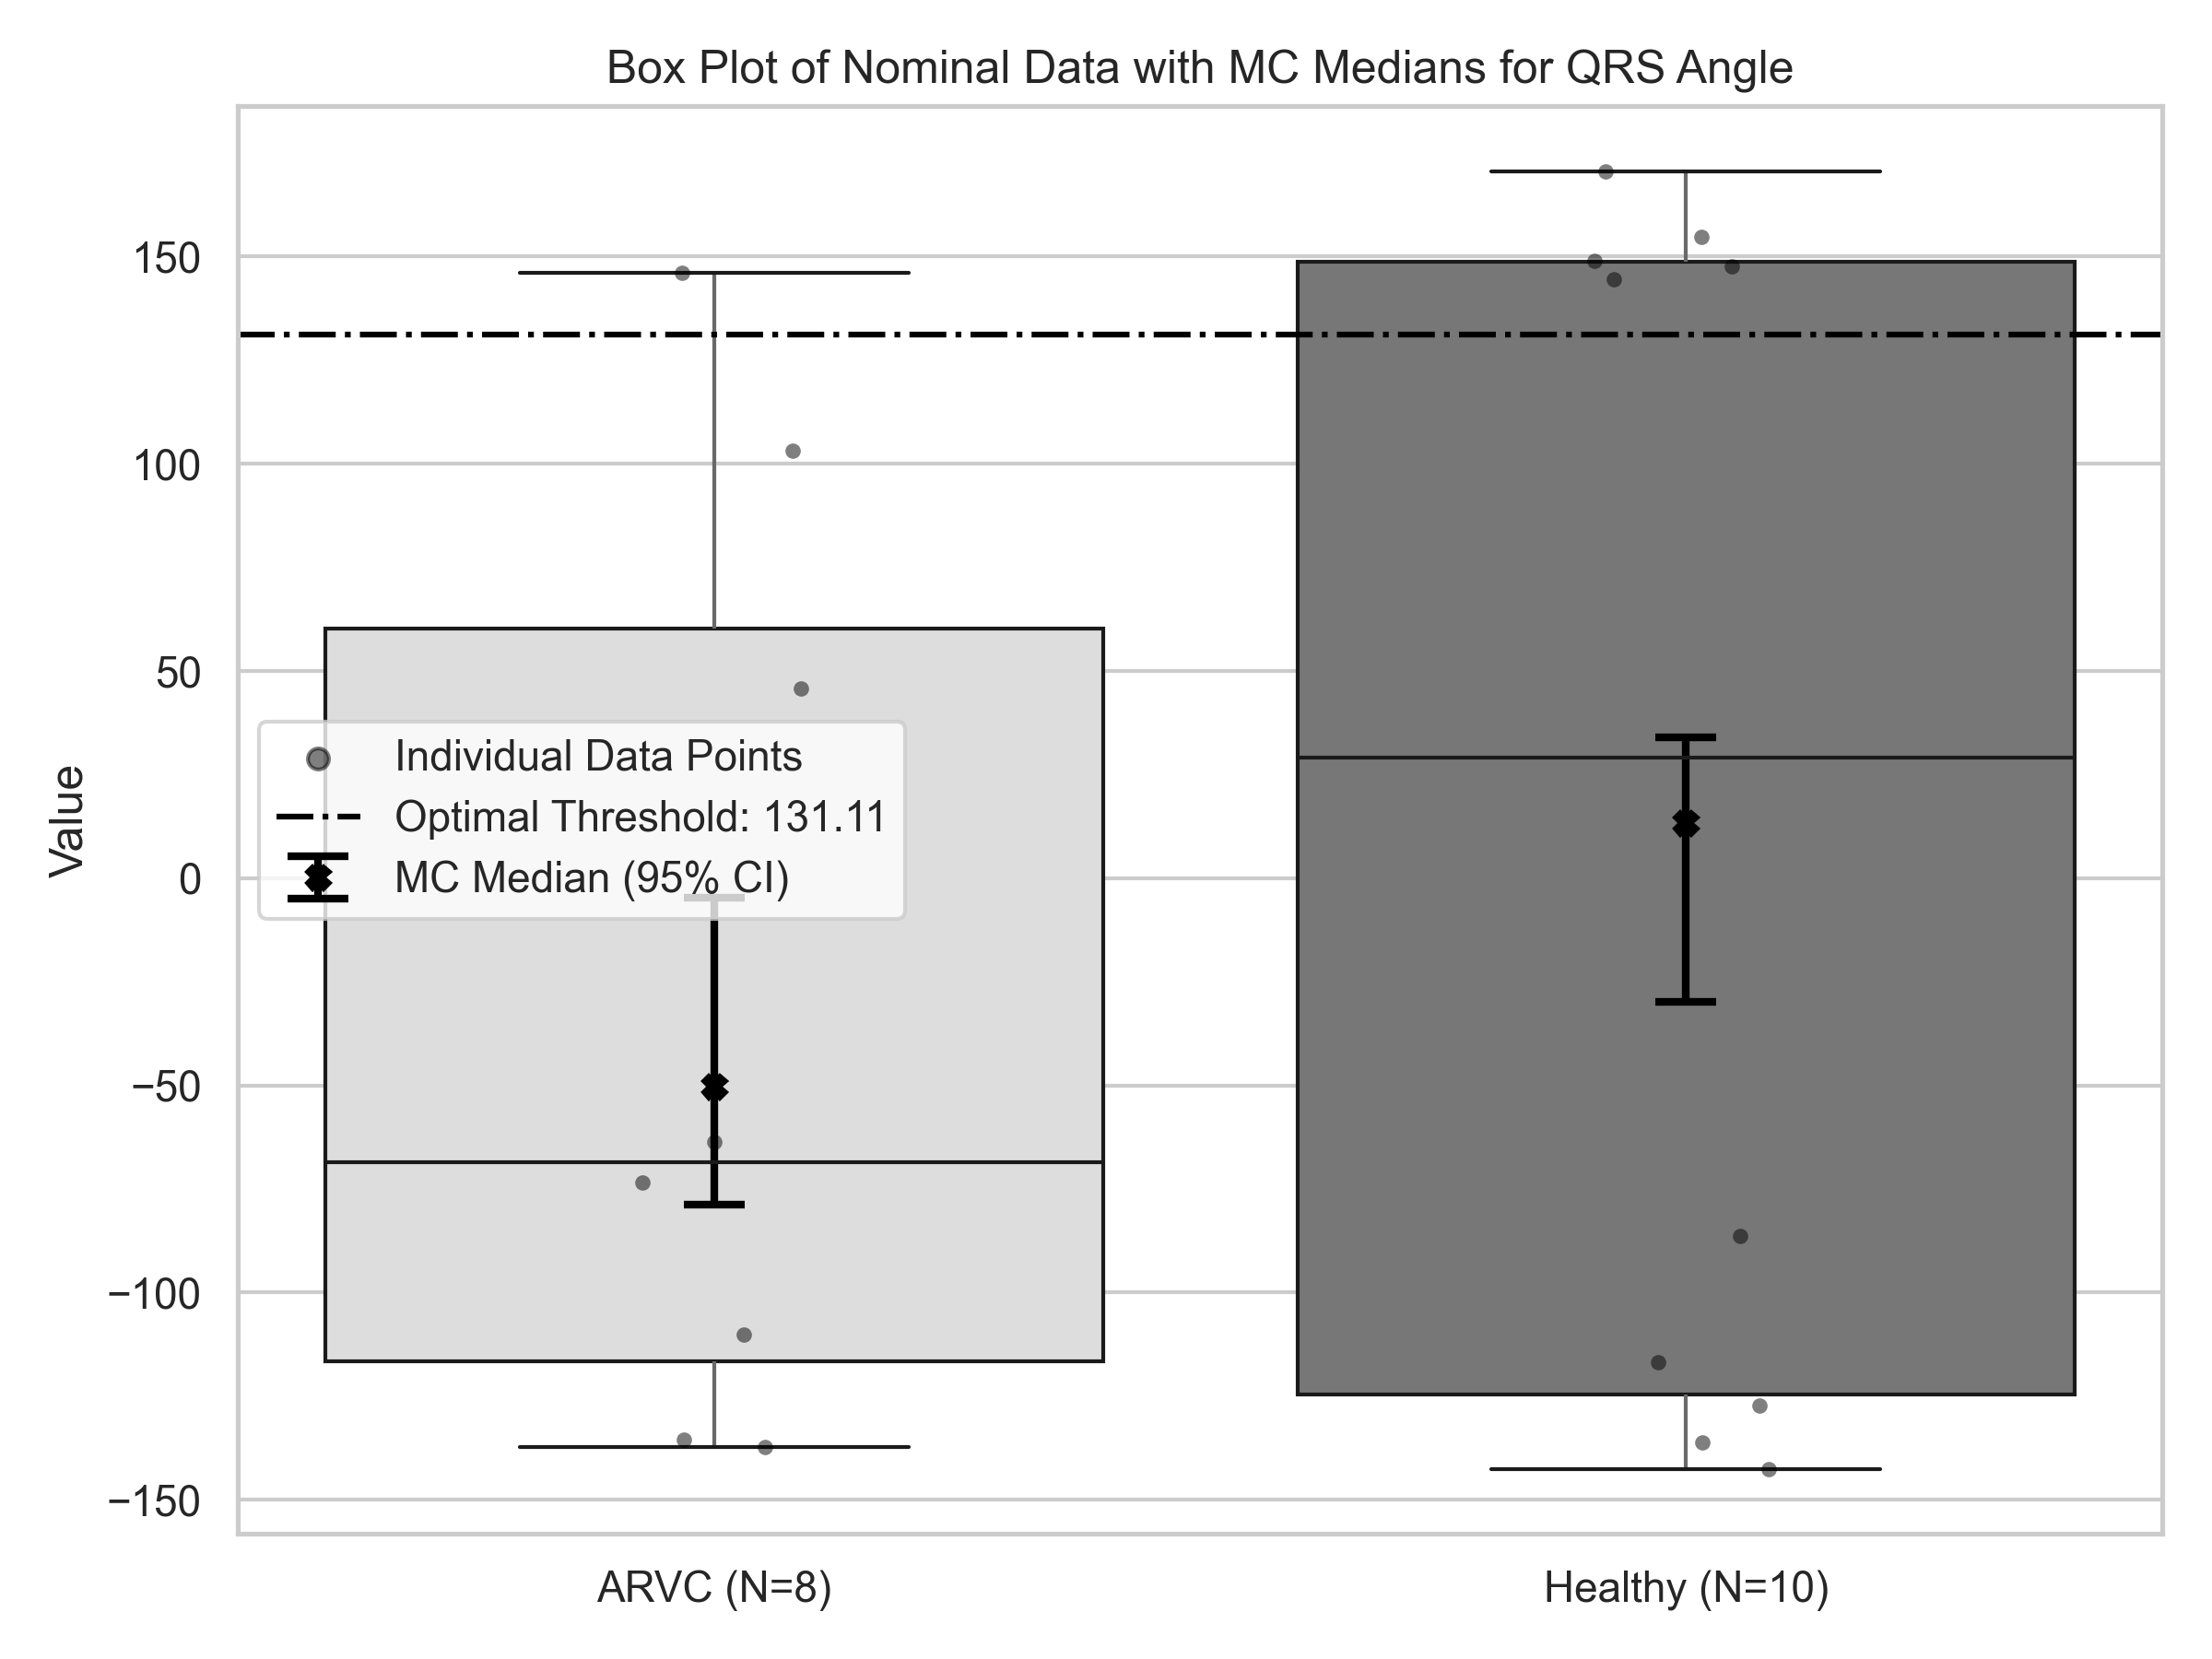 Box Plot of Nominal Data with MC Medians for QRS Angle
Value
150
100
50
0
−50
−100
−150
Individual Data Points
Optimal Threshold: 131.11
MC Median (95% CI)
ARVC (N=8)
Healthy (N=10)